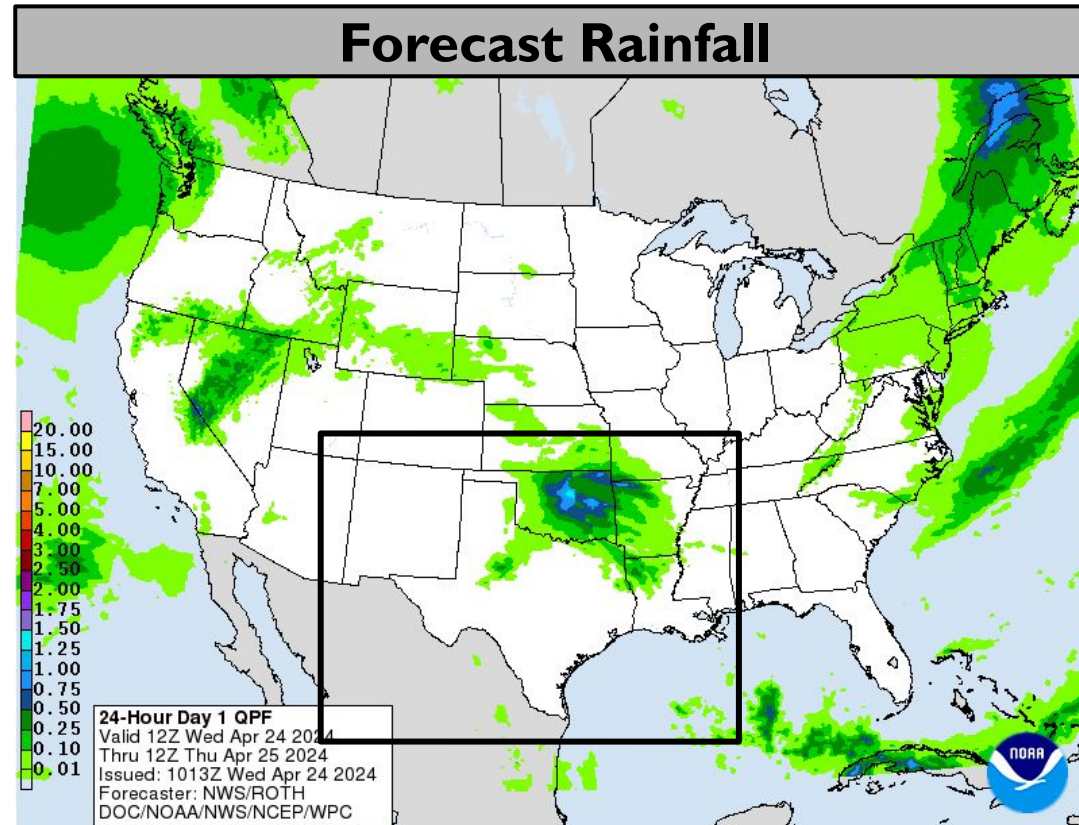 Forecast Rainfall
20.00
15.00
10.00
7.00
5.00
4.00
3.00
2.50
2.00
1.75
1.50
1.25
1.00
0.75
0.50
0.25
0.10
0.01
24-Hour Day 1 QPF
Valid 12Z Wed Apr 24 2024
Thru 12Z Thu Apr 25 2024
Issued: 1013Z Wed Apr 24 2024
Forecaster: NWS/ROTH
DOC/NOAA/NWS/NCEP/WPC
NOAA